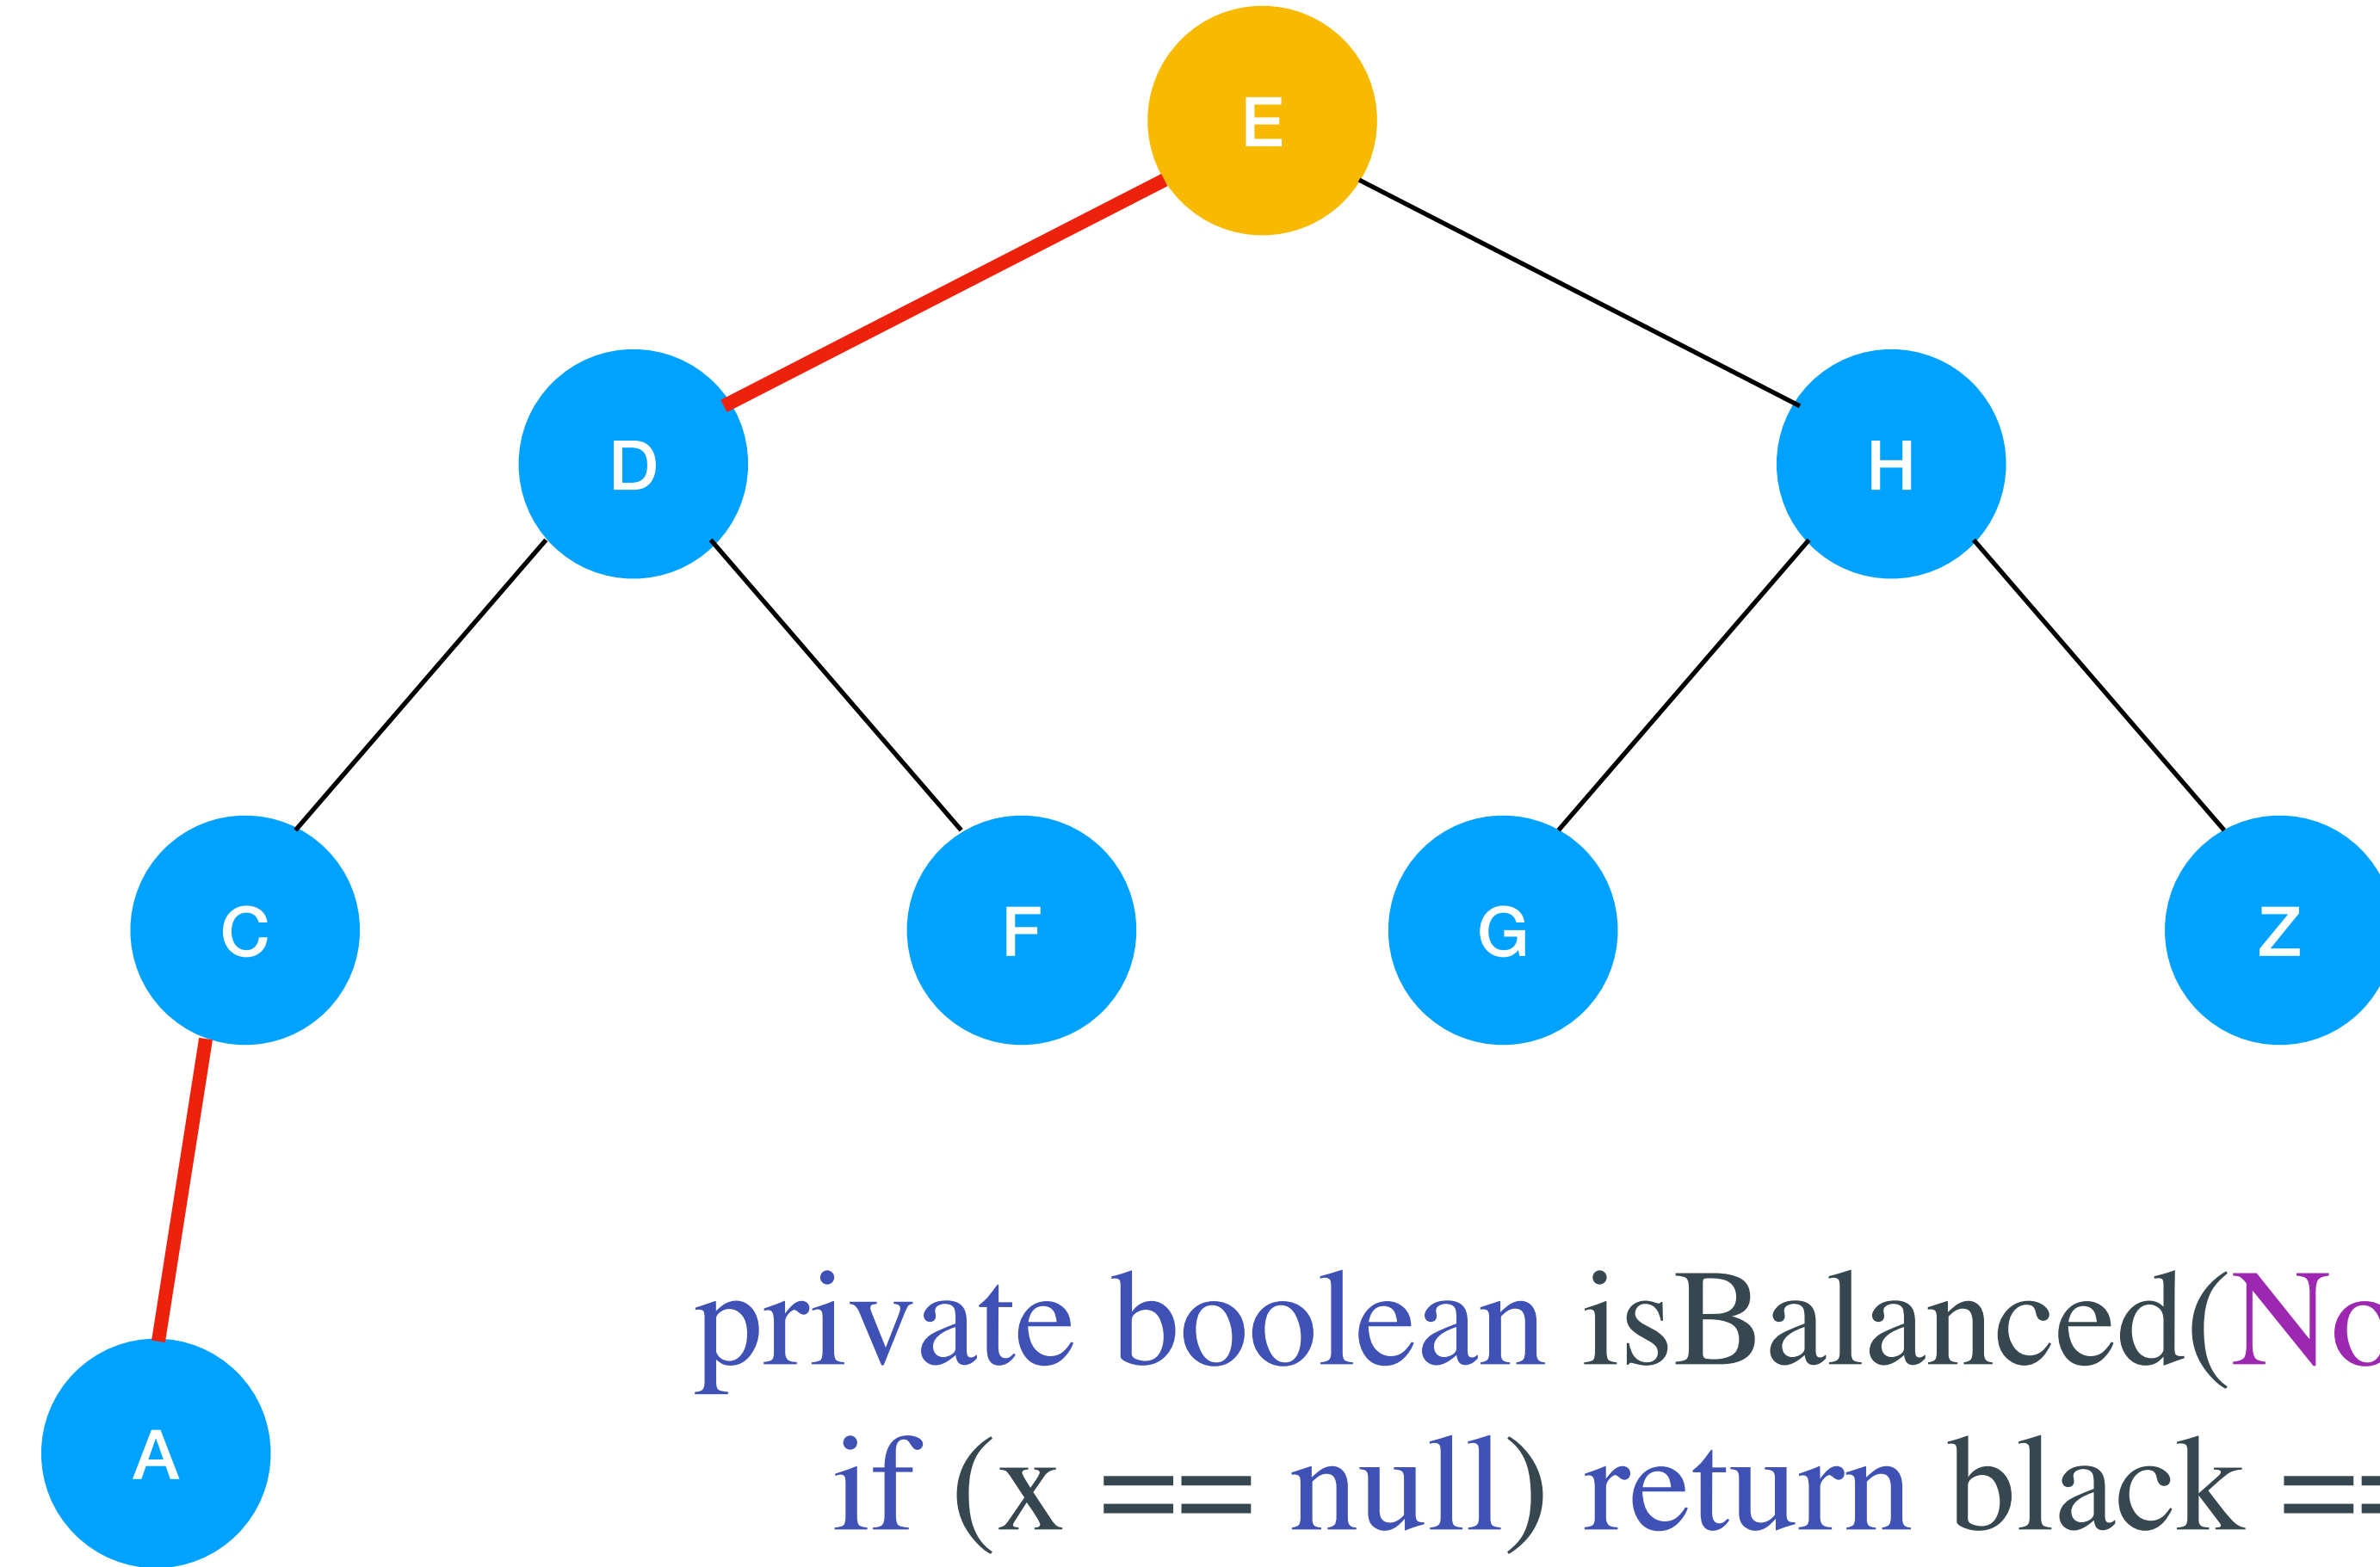 E
D H
C F G Z
A
private boolean isBalanced(
if (x == null) return black ==